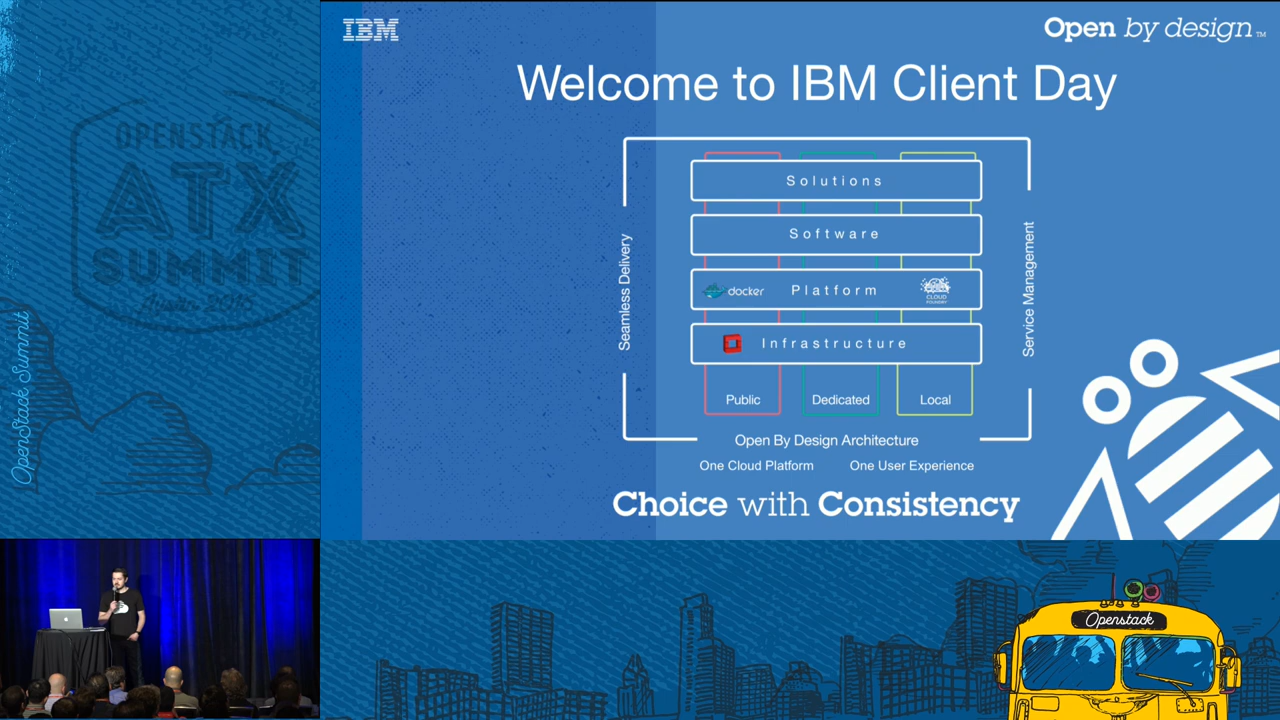 IBM
Open by design™
Welcome to IBM Client Day
Solutions
Software
docker
Platform
CLOUD
FOUNDRY
Infrastructure
Seamless Delivery
Service Management
Public
Dedicated
Local
Open By Design Architecture
One Cloud Platform
One User Experience
Choice with Consistency
OPENSTACK
ATX
SUMMIT
OpenStack Summit
Openstack